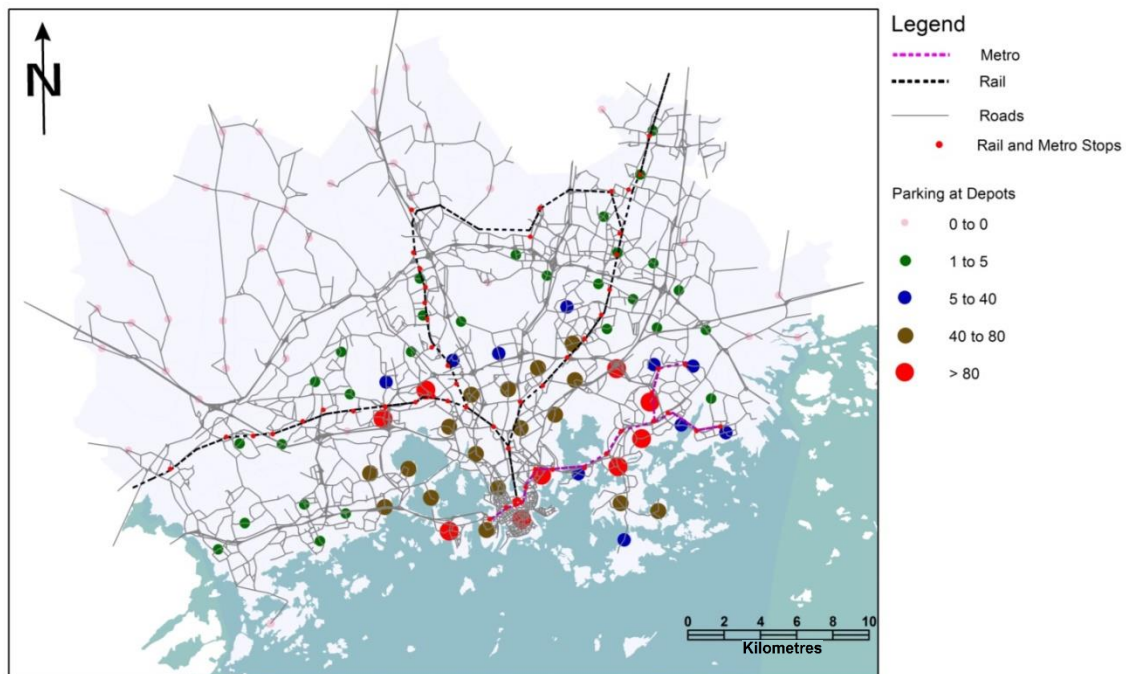 N
Legend
Metro
Rail
Roads
Rail and Metro Stops
Parking at Depots
0 to 0
1 to 5
5 to 40
40 to 80
> 80
0 2 4 6 8 10
Kilometres